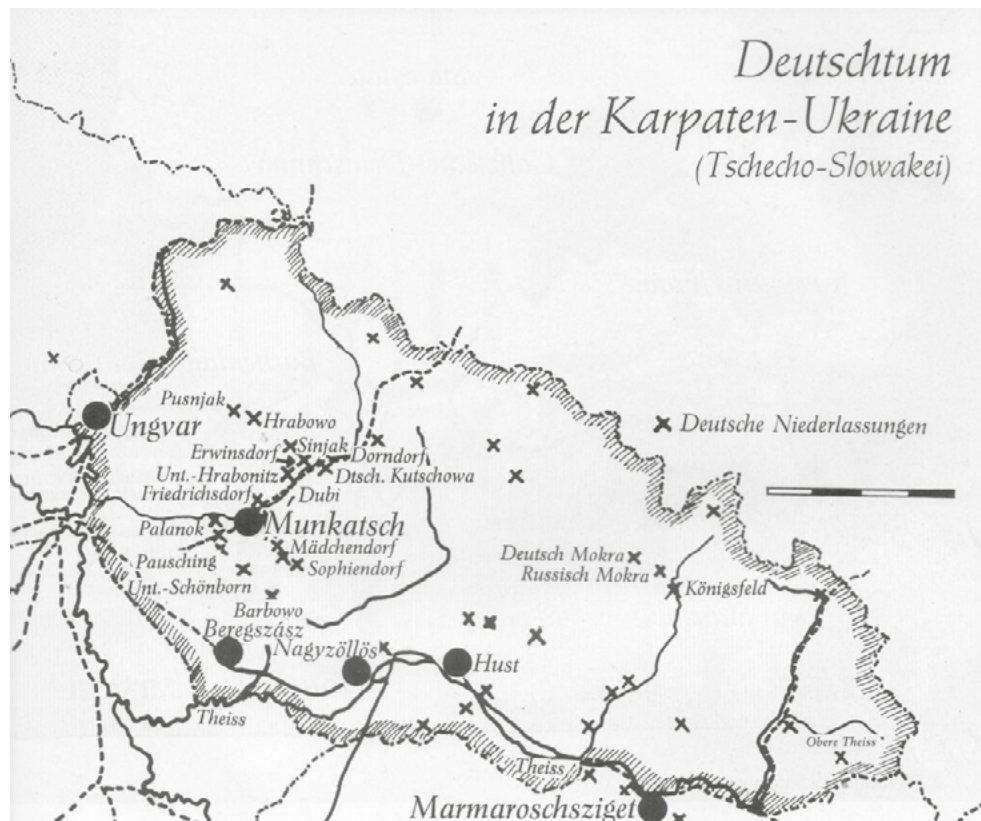 Deutschtum
in der Karpaten-Ukraine
(Tschecho-Slowakei)
Pusnjak
Hrabowo
Ungvar
Deutsche Niederlassungen
Sinjak
Erwinsdorf
Dorndorf
Unt.-Hrabonitz
Dtsch. Kutschowa
Friedrichsdorf
Dubi
Munkatsch
Palanok
Mädchendorf
Pausching
Sophiendorf
Deutsch Mokra
Russisch Mokra
Unt.-Schönborn
Königsfeld
Barbowo
Beregszász
Nagyzöllös
Hust
Theiss
Obere Theiss
Theiss
Marmaroschsziget